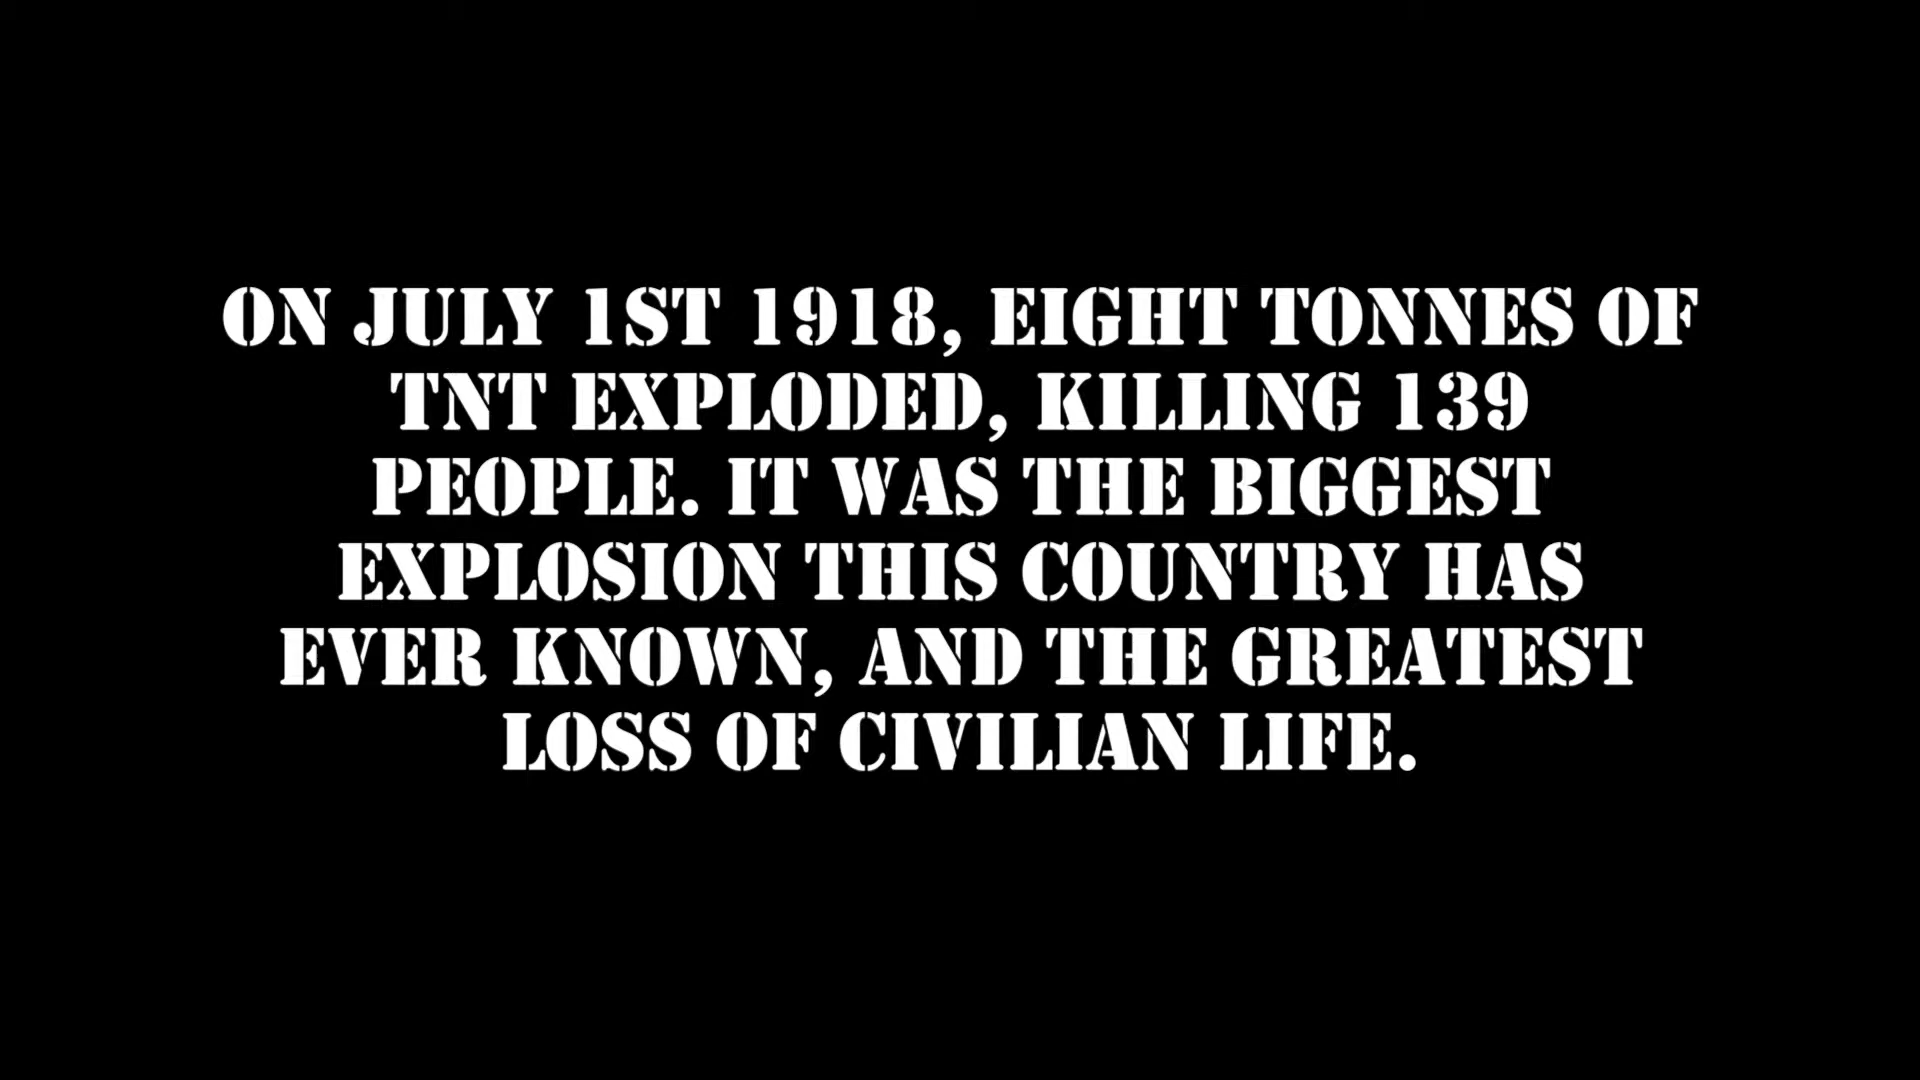 ON JULY 1ST 1918, EIGHT TONNES OF
TNT EXPLODED, KILLING 139
PEOPLE. IT WAS THE BIGGEST
EXPLOSION THIS COUNTRY HAS
EVER KNOWN, AND THE GREATEST
LOSS OF CIVILIAN LIFE.